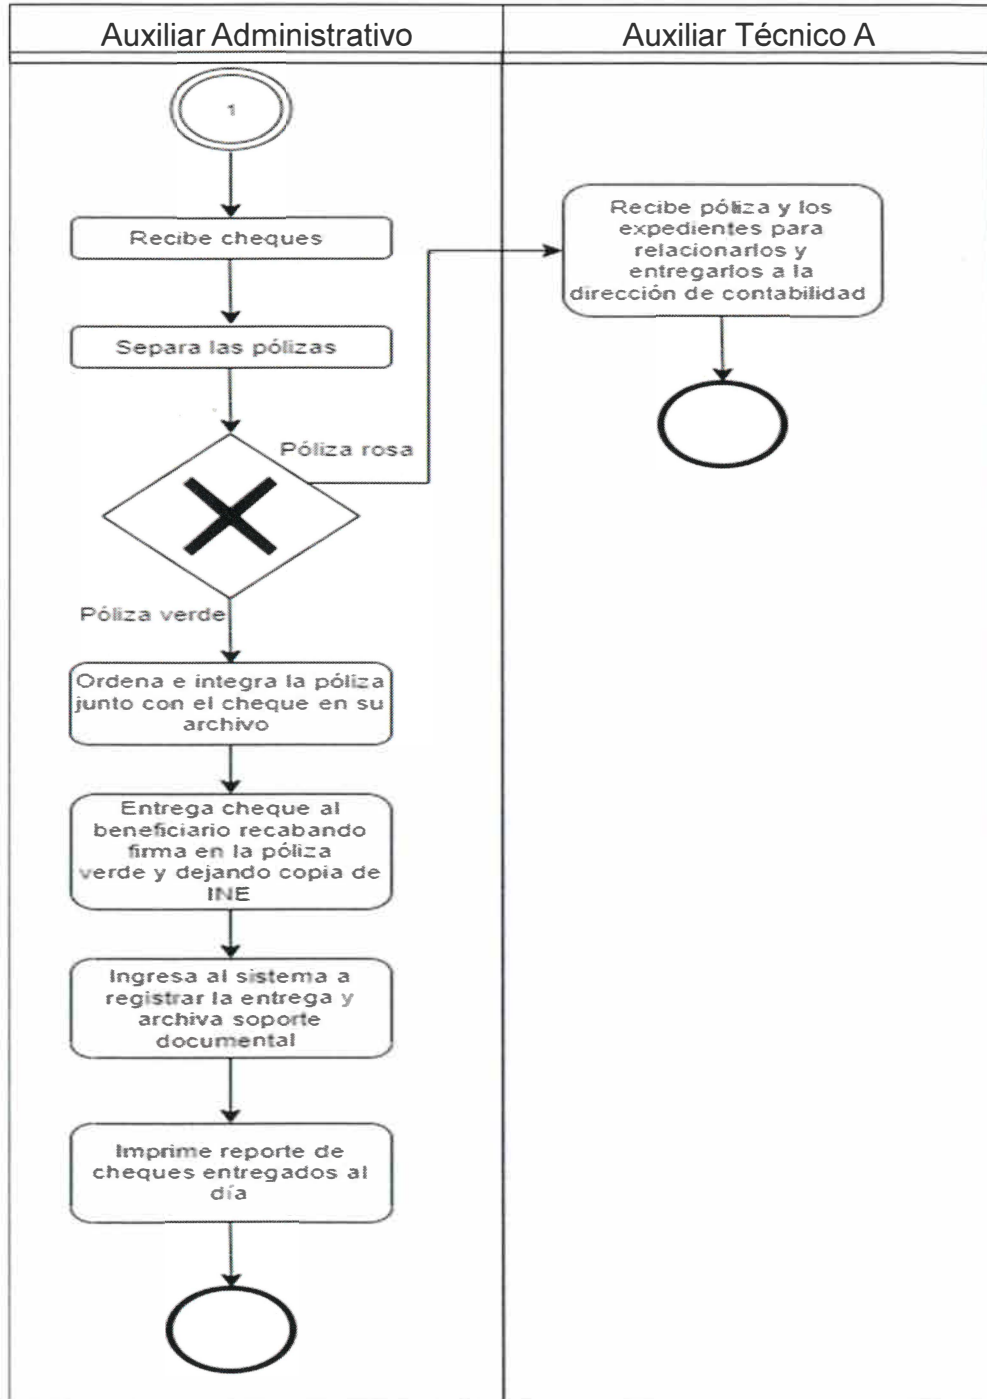 Auxiliar Administrativo
Auxiliar Técnico A
1
Recibe cheques
Separa las pólizas
Póliza rosa
Recibe póliza y los
expedientes para
relacionarlos y
entregarlos a la
dirección de contabilidad
Póliza verde
Ordena e integra la póliza
junto con el cheque en su
archivo
Entrega cheque al
beneficiario recabando
firma en la póliza
verde y dejando copia de
INE
Ingresa al sistema a
registrar la entrega y
archiva soporte
documental
Imprime reporte de
cheques entregados al
día